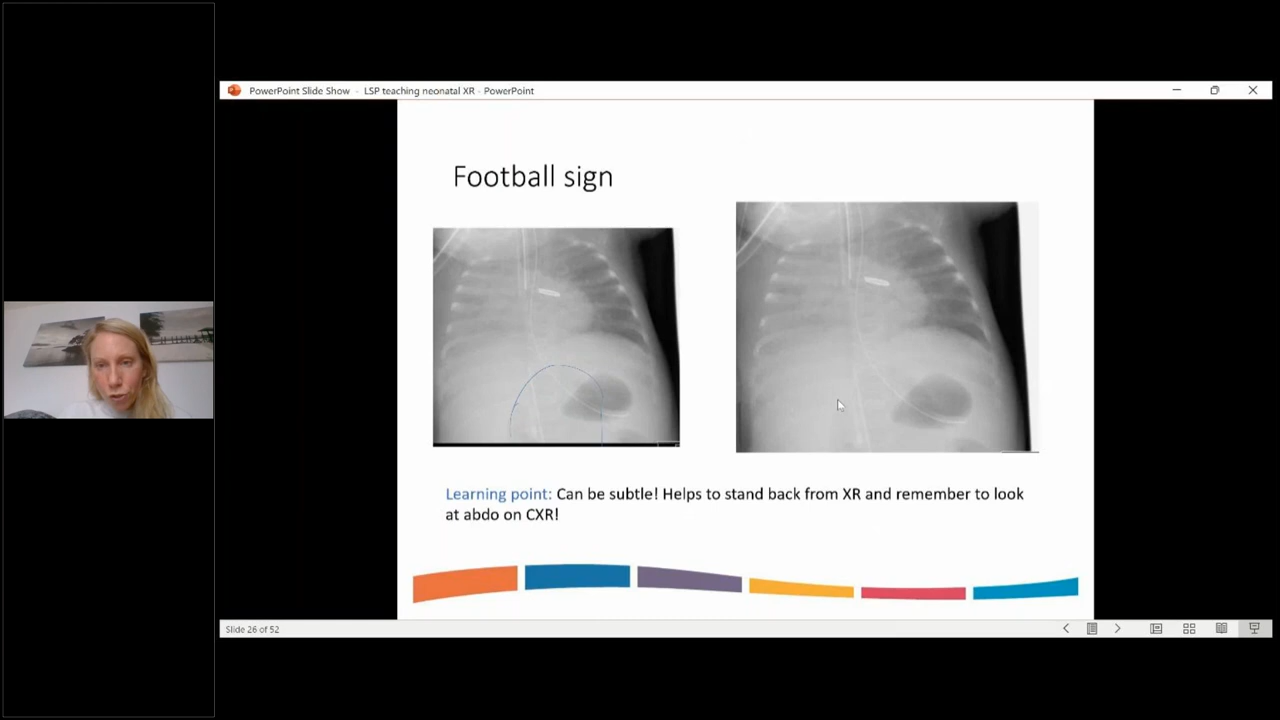 PowerPoint Slide Show - LSP teaching neonatal XR - PowerPoint
Football sign
Learning point: Can be subtle! Helps to stand back from XR and remember to look
at abdo on CXR!
Slide 26 of 52